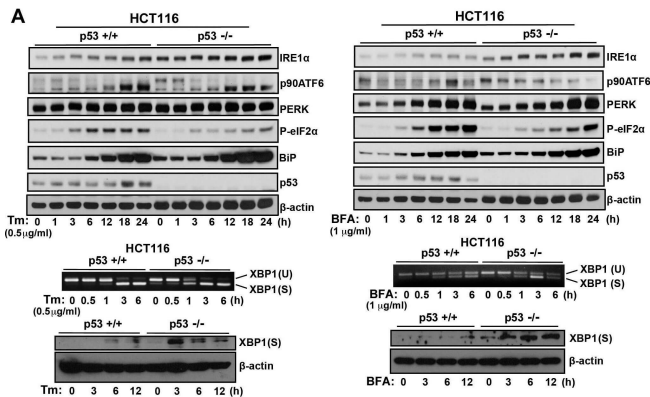 A
HCT116
p53 +/+ p53 -/-
IRE1α
p90ATF6
PERK
P-eIF2α
BiP
p53
β-actin
Tm: 0 1 3 6 12 18 24 0 1 3 6 12 18 24 (h)
(0.5μg/ml)
HCT116
p53 +/+ p53 -/-
XBP1(U)
XBP1(S)
Tm: 0 0.5 1 3 6 0 0.5 1 3 6 (h)
(0.5μg/ml)
p53 +/+ p53 -/-
XBP1(S)
β-actin
Tm: 0 3 6 12 0 3 6 12 (h)
HCT116
p53 +/+ p53 -/-
IRE1α
p90ATF6
PERK
P-eIF2α
BiP
p53
β-actin
BFA: 0 1 3 6 12 18 24 0 1 3 6 12 18 24 (h)
(1 μg/ml)
HCT116
p53 +/+ p53 -/-
XBP1 (U)
XBP1 (S)
BFA: 0 0.5 1 3 6 0 0.5 1 3 6 (h)
(1 μg/ml)
p53 +/+ p53 -/-
XBP1(S)
β-actin
BFA: 0 3 6 12 0 3 6 12 (h)